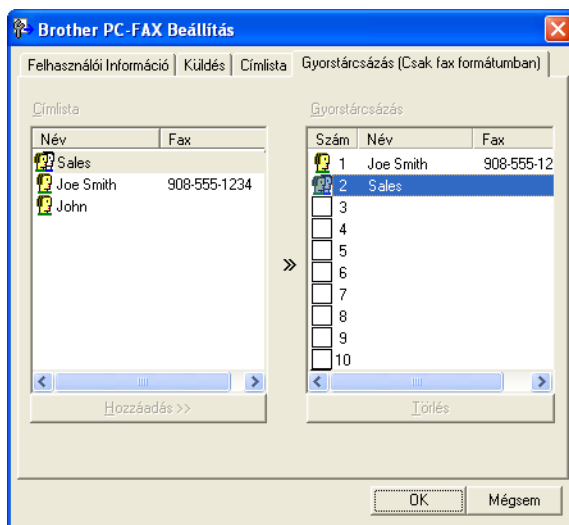 Brother PC-FAX Beállítás
Felhasználói Információ Küldés Címlista Gyorstárcsázás (Csak fax formátumban)
Címlista
Név Fax
Sales
Joe Smith 908-555-1234
John
Hozzáadás >>
»
Gyorstárcsázás
Szám Név Fax
1 Joe Smith 908-555-12
2 Sales
3
4
5
6
7
8
9
10
Törlés
OK Mégsem